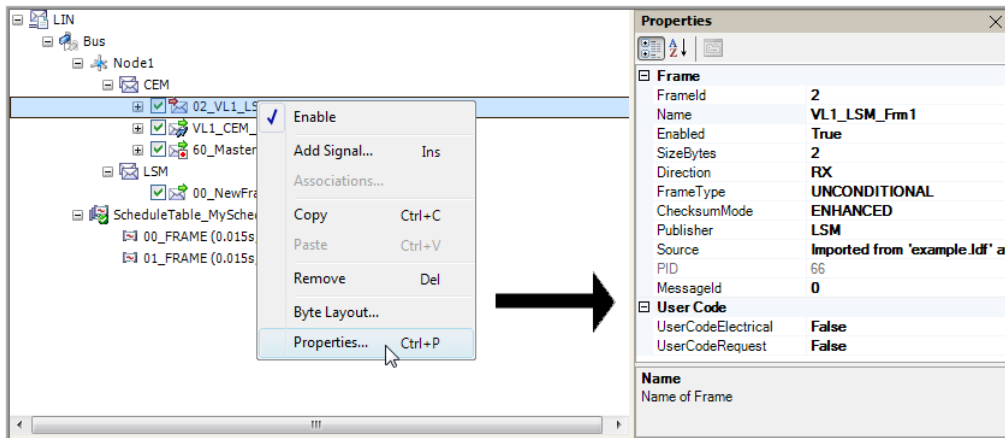 LIN
Bus
Node1
CEM
02_VL1_LS
VL1_CEM_
60_Master
LSM
00_NewFra
ScheduleTable_MySched
00_FRAME (0.015s,
01_FRAME (0.015s,
Enable
Add Signal... Ins
Associations...
Copy Ctrl+C
Paste Ctrl+V
Remove Del
Byte Layout...
Properties... Ctrl+P
Properties
Frame
FrameId 2
Name VL1_LSM_Frm1
Enabled True
SizeBytes 2
Direction RX
FrameType UNCONDITIONAL
ChecksumMode ENHANCED
Publisher LSM
Source Imported from 'example.ldf' a
PID 66
MessageId 0
User Code
UserCodeElectrical False
UserCodeRequest False
Name
Name of Frame